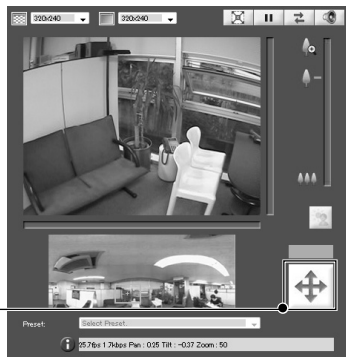 320x240 320x240
Preset: Select Preset
25.7fps 1.7kbps Pan : 0.25 Tilt : -0.37 Zoom : 50